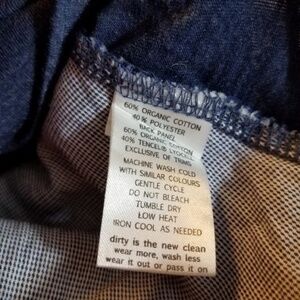 60% ORGANIC COTTON
40% POLYESTER
BACK PANEL
60% ORGANIC COTTON
40% TENCEL® LYOCELL
EXCLUSIVE OF TRIMS
MACHINE WASH COLD
WITH SIMILAR COLOURS
GENTLE CYCLE
DO NOT BLEACH
TUMBLE DRY
LOW HEAT
IRON COOL AS NEEDED
dirty is the new clean
wear more, wash less
wear it out or pass it on